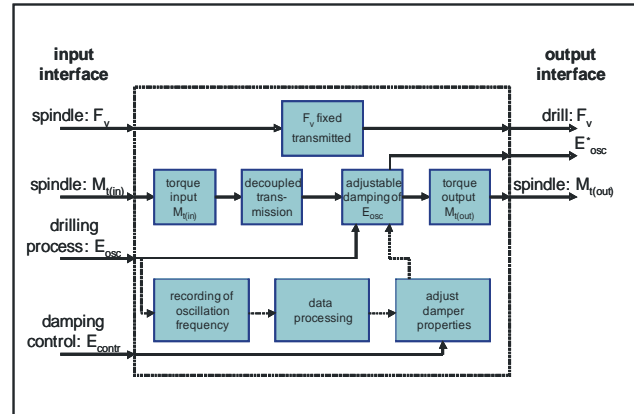 input
interface
output
interface
spindle: Fv
Fv fixed
transmitted
drill: Fv
E*osc
spindle: Mt(in)
torque
input
Mt(in)
decoupled
trans-
mission
adjustable
damping of
Eosc
torque
output
Mt(out)
spindle: Mt(out)
drilling
process: Eosc
recording of
oscillation
frequency
data
processing
adjust
damper
properties
damping
control: Econtr